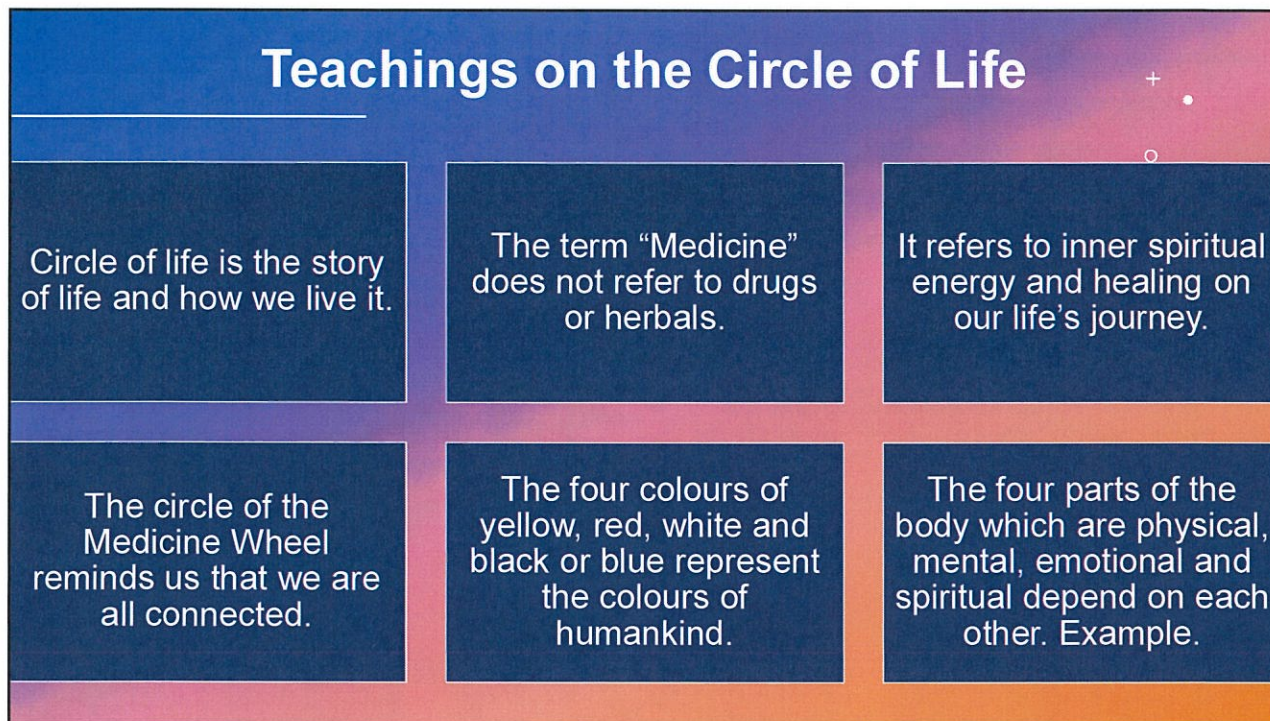 Teachings on the Circle of Life
Circle of life is the story
of life and how we live it.
The term “Medicine”
does not refer to drugs
or herbals.
It refers to inner spiritual
energy and healing on
our life’s journey.
The circle of the
Medicine Wheel
reminds us that we are
all connected.
The four colours of
yellow, red, white and
black or blue represent
the colours of
humankind.
The four parts of the
body which are physical,
mental, emotional and
spiritual depend on each
other. Example.